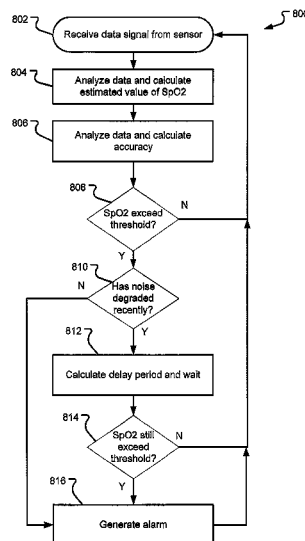 800
802
Receive data signal from sensor
804
Analyze data and calculate
estimated value of SpO2
806
Analyze data and calculate
accuracy
808
SpO2 exceed
threshold?
N
Y
810
N
Has noise
degraded
recently?
Y
812
Calculate delay period and wait
814
SpO2 still
exceed
threshold?
N
Y
816
Generate alarm